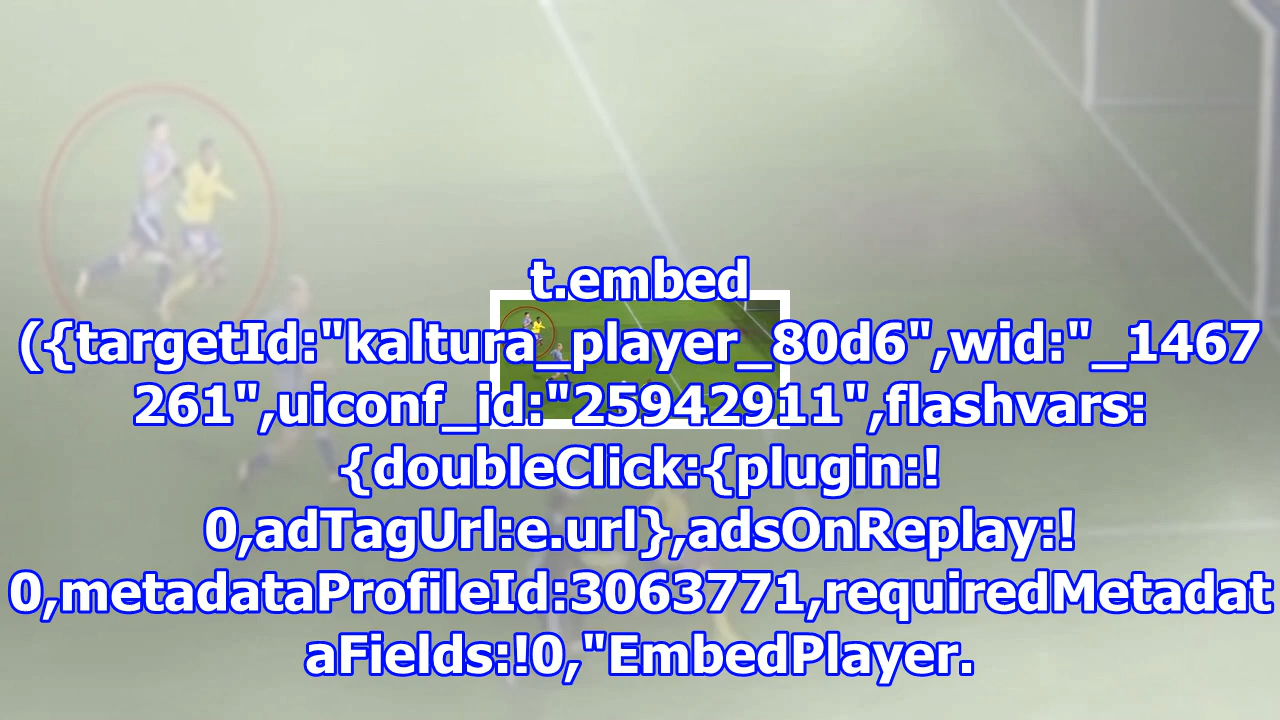 t.embed
({targetId:"kaltura_player_80d6",wid:"_1467
261",uiconf_id:"25942911",flashvars:
{doubleClick:{plugin:!
0,adTagUrl:e.url},adsOnReplay:!
0,metadataProfileId:3063771,requiredMetadat
aFields:!0,"EmbedPlayer.